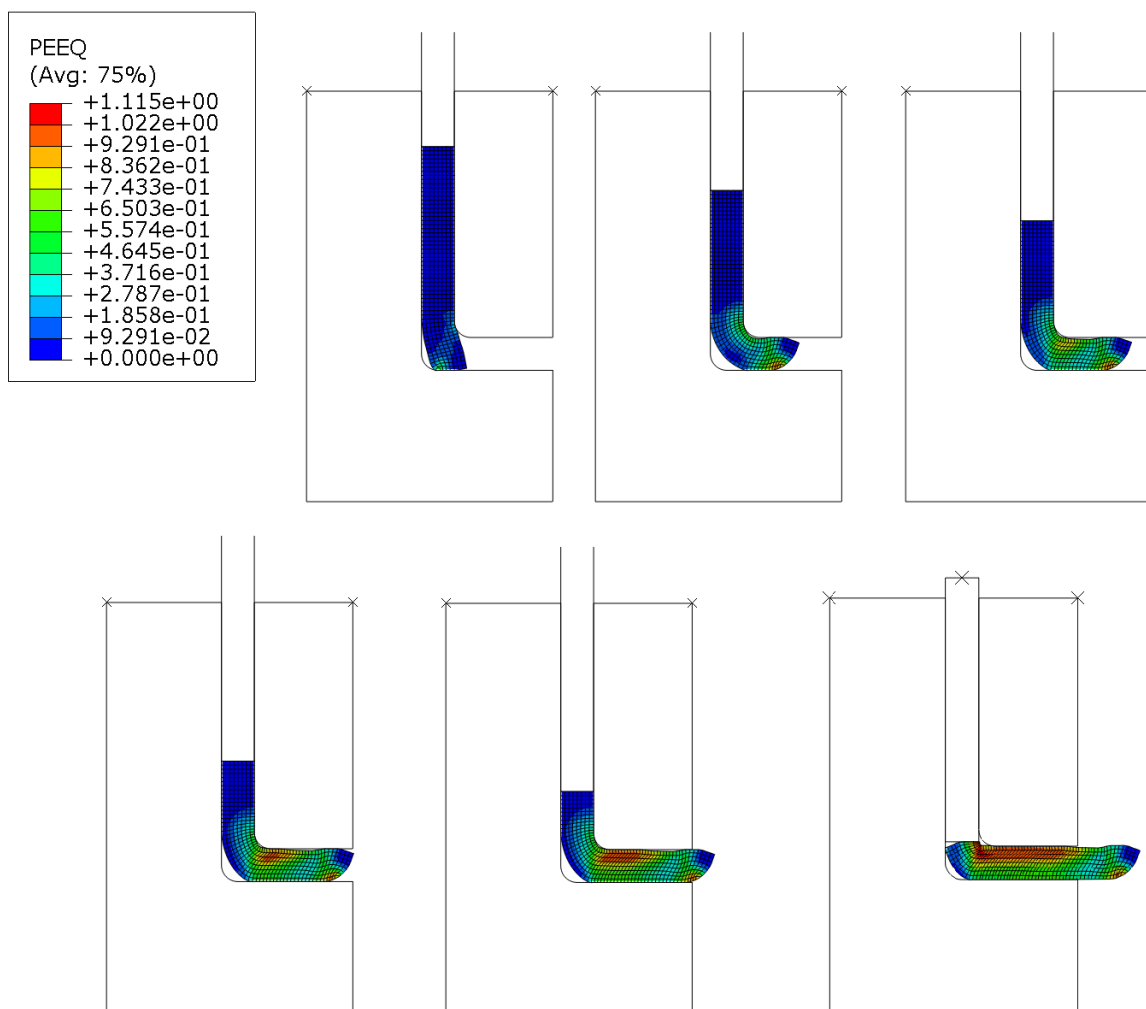 PEEQ
(Avg: 75%)
+1.115e+00
+1.022e+00
+9.291e-01
+8.362e-01
+7.433e-01
+6.503e-01
+5.574e-01
+4.645e-01
+3.716e-01
+2.787e-01
+1.858e-01
+9.291e-02
+0.000e+00